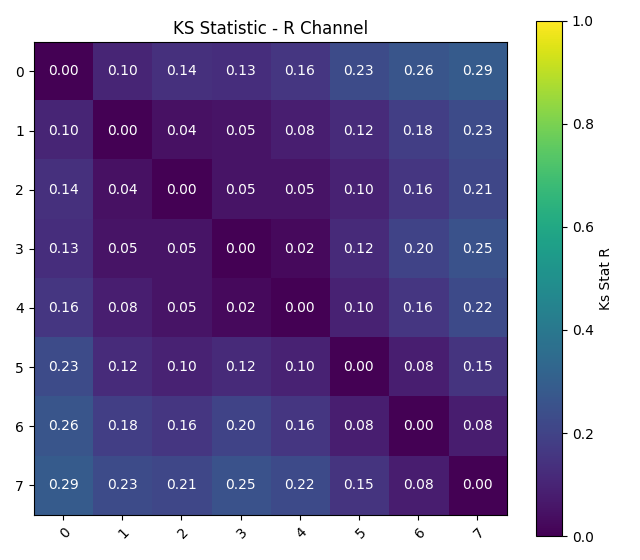 KS Statistic - R Channel
1.0
0 0.00 0.10 0.14 0.13 0.16 0.23 0.26 0.29
1 0.10 0.00 0.04 0.05 0.08 0.12 0.18 0.23
0.8
2 0.14 0.04 0.00 0.05 0.05 0.10 0.16 0.21
0.6
3 0.13 0.05 0.05 0.00 0.02 0.12 0.20 0.25
Ks Stat R
4 0.16 0.08 0.05 0.02 0.00 0.10 0.16 0.22
0.4
5 0.23 0.12 0.10 0.12 0.10 0.00 0.08 0.15
6 0.26 0.18 0.16 0.20 0.16 0.08 0.00 0.08
0.2
7 0.29 0.23 0.21 0.25 0.22 0.15 0.08 0.00
0 1 2 3 4 5 6 7
0.0